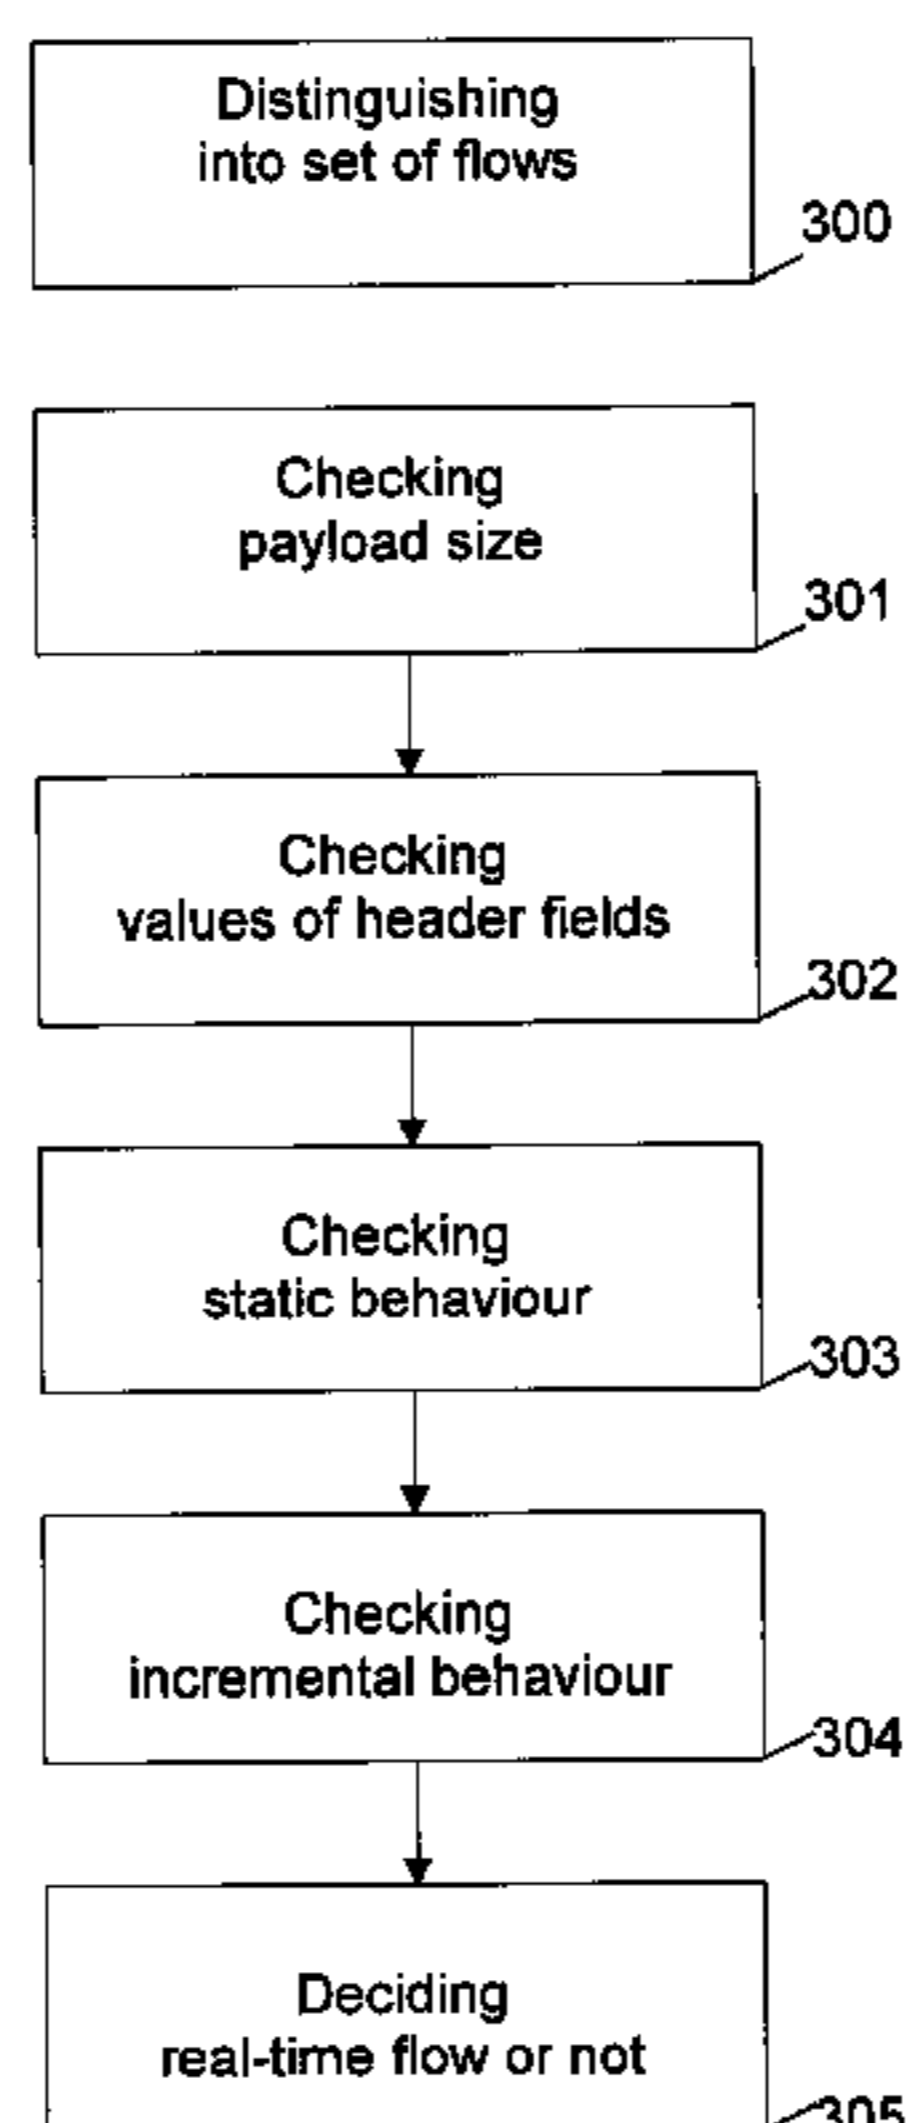 Distinguishing
into set of flows
300
Checking
payload size
301
Checking
values of header fields
302
Checking
static behaviour
303
Checking
incremental behaviour
304
Deciding
real-time flow or not
305